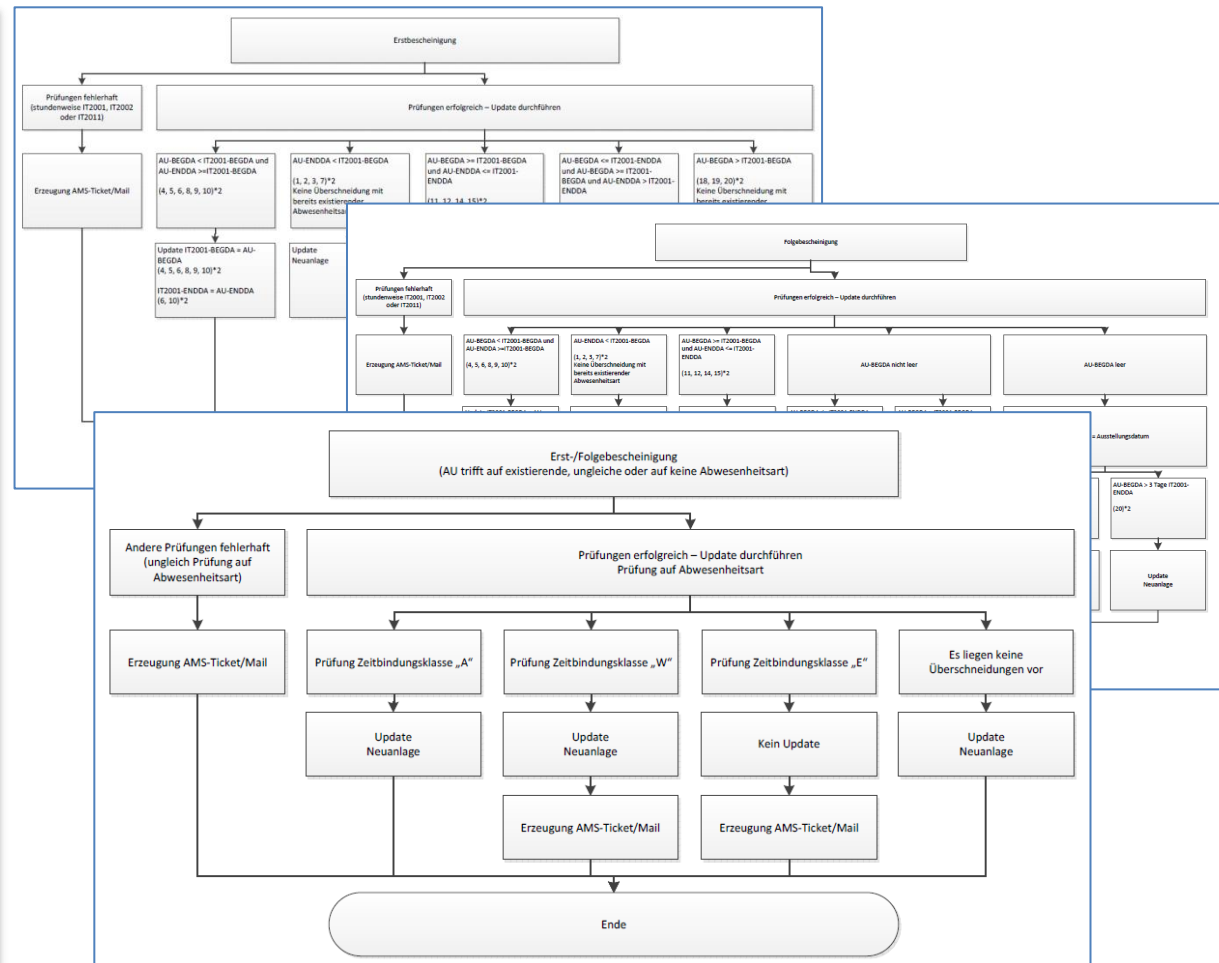 Erstbescheinigung
Prüfungen fehlerhaft
(stundenweise IT2001, IT2002
oder IT2011)
Prüfungen erfolgreich – Update durchführen
Erzeugung AMS-Ticket/Mail
AU-BEGDA < IT2001-BEGDA und
AU-ENDDA >=IT2001-BEGDA
(4, 5, 6, 8, 9, 10)*2
AU-ENDDA < IT2001-BEGDA
(1, 2, 3, 7)*2
Keine Überschneidung mit
bereits existierender
Abwesenheitsart
AU-BEGDA >= IT2001-BEGDA
und AU-ENDDA <= IT2001-
ENDDA
(11, 12, 14, 15)*2
AU-BEGDA <= IT2001-ENDDA
und AU-BEGDA >= IT2001-
BEGDA und AU-ENDDA > IT2001-
ENDDA
AU-BEGDA > IT2001-BEGDA
(18, 19, 20)*2
Keine Überschneidung mit
bereits existierender
Update IT2001-BEGDA = AU-
BEGDA
(4, 5, 6, 8, 9, 10)*2
IT2001-ENDDA = AU-ENDDA
(6, 10)*2
Update
Neuanlage
Folgebescheinigung
Prüfungen fehlerhaft
(stundenweise IT2001, IT2002
oder IT2011)
Prüfungen erfolgreich – Update durchführen
Erzeugung AMS-Ticket/Mail
AU-BEGDA < IT2001-BEGDA und
AU-ENDDA >=IT2001-BEGDA
(4, 5, 6, 8, 9, 10)*2
AU-ENDDA < IT2001-BEGDA
(1, 2, 3, 7)*2
Keine Überschneidung mit
bereits existierender
Abwesenheitsart
AU-BEGDA >= IT2001-BEGDA
und AU-ENDDA <= IT2001-
ENDDA
(11, 12, 14, 15)*2
AU-BEGDA nicht leer
AU-BEGDA leer
= Ausstellungsdatum
AU-BEGDA > 3 Tage IT2001-
ENDDA
(20)*2
Update
Neuanlage
Erst-/Folgebescheinigung
(AU trifft auf existierende, ungleiche oder auf keine Abwesenheitsart)
Andere Prüfungen fehlerhaft
(ungleich Prüfung auf
Abwesenheitsart)
Prüfungen erfolgreich – Update durchführen
Prüfung auf Abwesenheitsart
Erzeugung AMS-Ticket/Mail
Prüfung Zeitbindungsklasse „A“
Prüfung Zeitbindungsklasse „W“
Prüfung Zeitbindungsklasse „E“
Es liegen keine
Überschneidungen vor
Update
Neuanlage
Update
Neuanlage
Kein Update
Update
Neuanlage
Erzeugung AMS-Ticket/Mail
Erzeugung AMS-Ticket/Mail
Ende